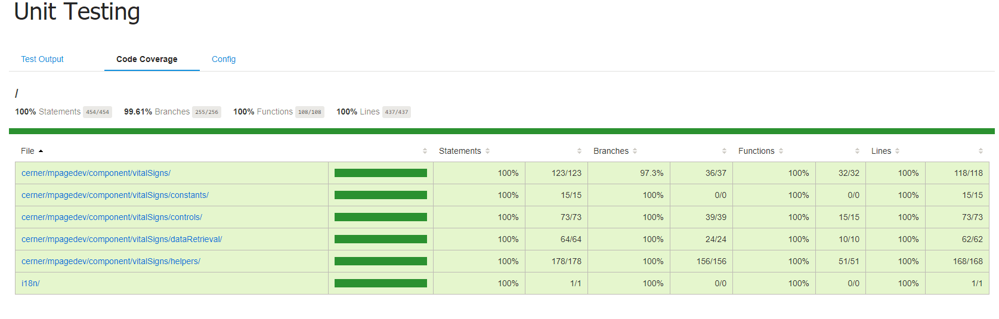 Unit Testing
Test Output Code Coverage Config
/
100% Statements 454/454 99.61% Branches 255/256 100% Functions 108/108 100% Lines 437/437
File Statements Branches Functions Lines
cerner/mpagedev/component/vitalSigns/ 100% 123/123 97.3% 36/37 100% 32/32 100% 118/118
cerner/mpagedev/component/vitalSigns/constants/ 100% 15/15 100% 0/0 100% 0/0 100% 15/15
cerner/mpagedev/component/vitalSigns/controls/ 100% 73/73 100% 39/39 100% 15/15 100% 73/73
cerner/mpagedev/component/vitalSigns/dataRetrieval/ 100% 64/64 100% 24/24 100% 10/10 100% 62/62
cerner/mpagedev/component/vitalSigns/helpers/ 100% 178/178 100% 156/156 100% 51/51 100% 168/168
i18n/ 100% 1/1 100% 0/0 100% 0/0 100% 1/1